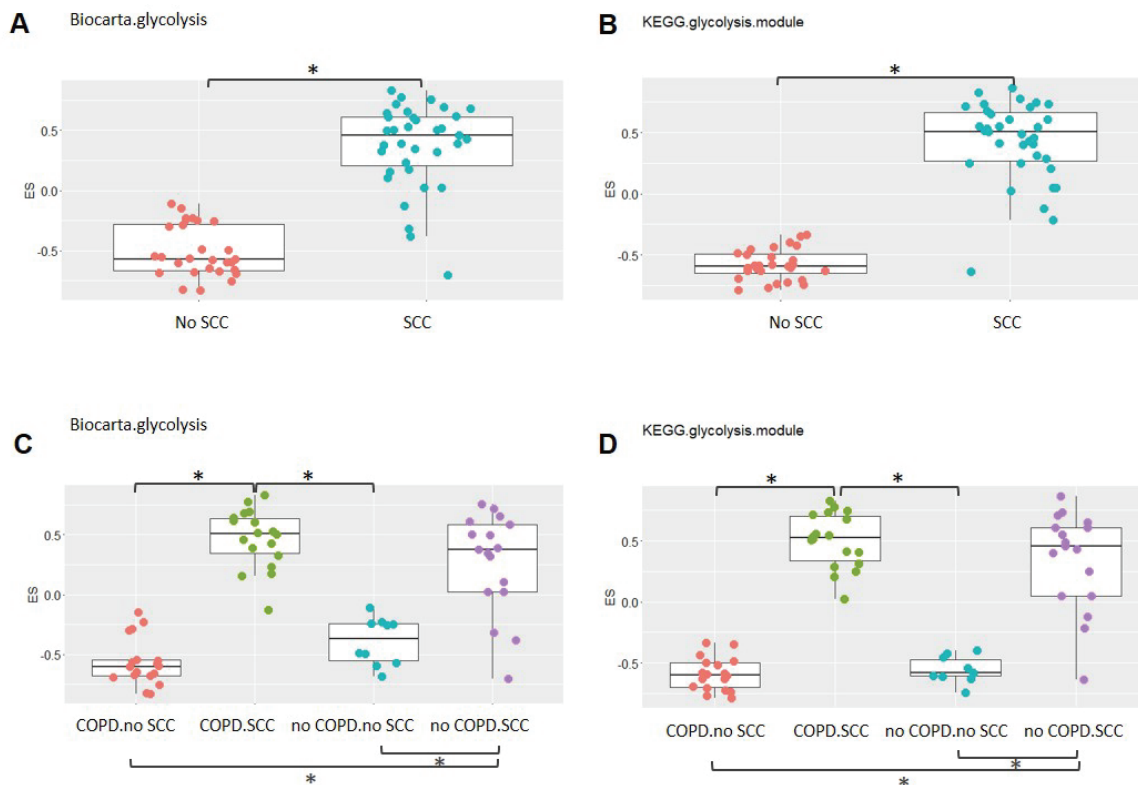 A
Biocarta.glycolysis
*
0.5
0.0
-0.5
ES
No SCC
SCC
B
KEGG.glycolysis.module
*
0.5
0.0
-0.5
ES
No SCC
SCC
C
Biocarta.glycolysis
*
*
0.5
0.0
-0.5
ES
COPD.no SCC
COPD.SCC
no COPD.no SCC
no COPD.SCC
*
*
D
KEGG.glycolysis.module
*
*
0.5
0.0
-0.5
ES
COPD.no SCC
COPD.SCC
no COPD.no SCC
no COPD.SCC
*
*